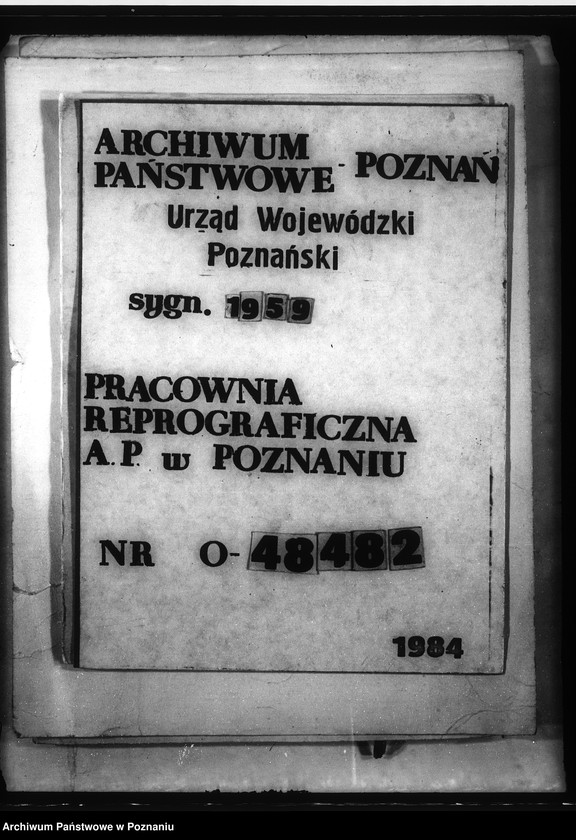 ARCHIWUM
PAŃSTWOWE - POZNAŃ
Urząd Wojewódzki
Poznański
sygn. 1959
PRACOWNIA
REPROGRAFICZNA
A.P. w POZNANIU
NR O-48482
1984
Archiwum Państwowe w Poznaniu